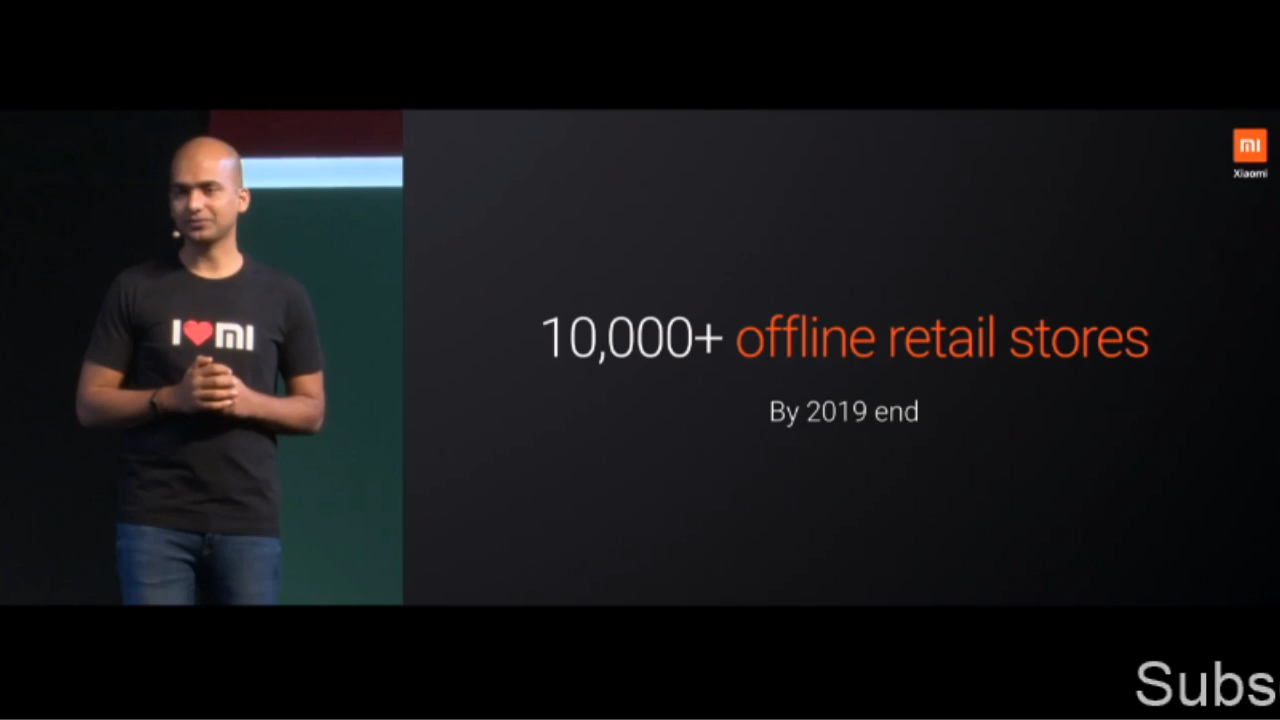 mi
Xiaomi
I❤mi
10,000+ offline retail stores
By 2019 end
Subs